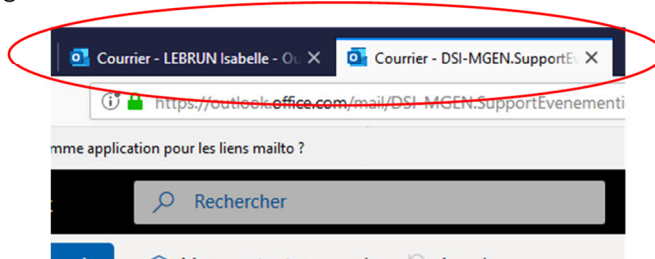 Courrier - LEBRUN Isabelle - Ou
Courrier - DSI-MGEN.SupportEv
https://outlook.office.com/mail/DSI-MGEN.SupportEvenementi
mme application pour les liens mailto ?
Rechercher